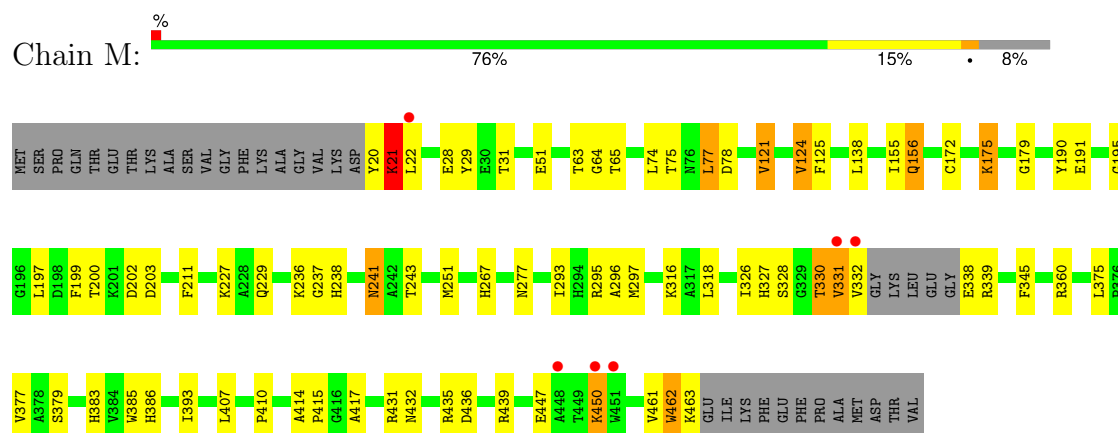 %
Chain M:
76% 15% • 8%
MET SER PRO GLN THR GLU THR LYS ALA SER VAL GLY PHE LYS ALA GLY VAL LYS ASP Y20 K21 L22 E28 Y29 E30 T31 E51 T63 G64 T65 L74 T75 N76 L77 D78 V121 V124 F125 L138 I155 Q156 C172 K175 G179 Y190 E191 G195
G196 L197 D198 F199 T200 K201 D202 D203 F211 K227 A228 Q229 K236 G237 H238 N241 A242 T243 M251 H267 N277 I293 H294 R295 A296 M297 K316 A317 L318 I326 H327 S328 G329 T330 V331 V332 GLY LYS LEU GLU GLY E338 R339 F345 R360 L375 P376
V377 A378 S379 H383 V384 W385 H386 I393 L407 P410 A414 P415 G416 A417 R431 N432 R435 D436 R439 E447 A448 T449 K450 W451 V461 W462 K463 GLU ILE LYS PHE GLU PHE PRO ALA MET ASP THR VAL